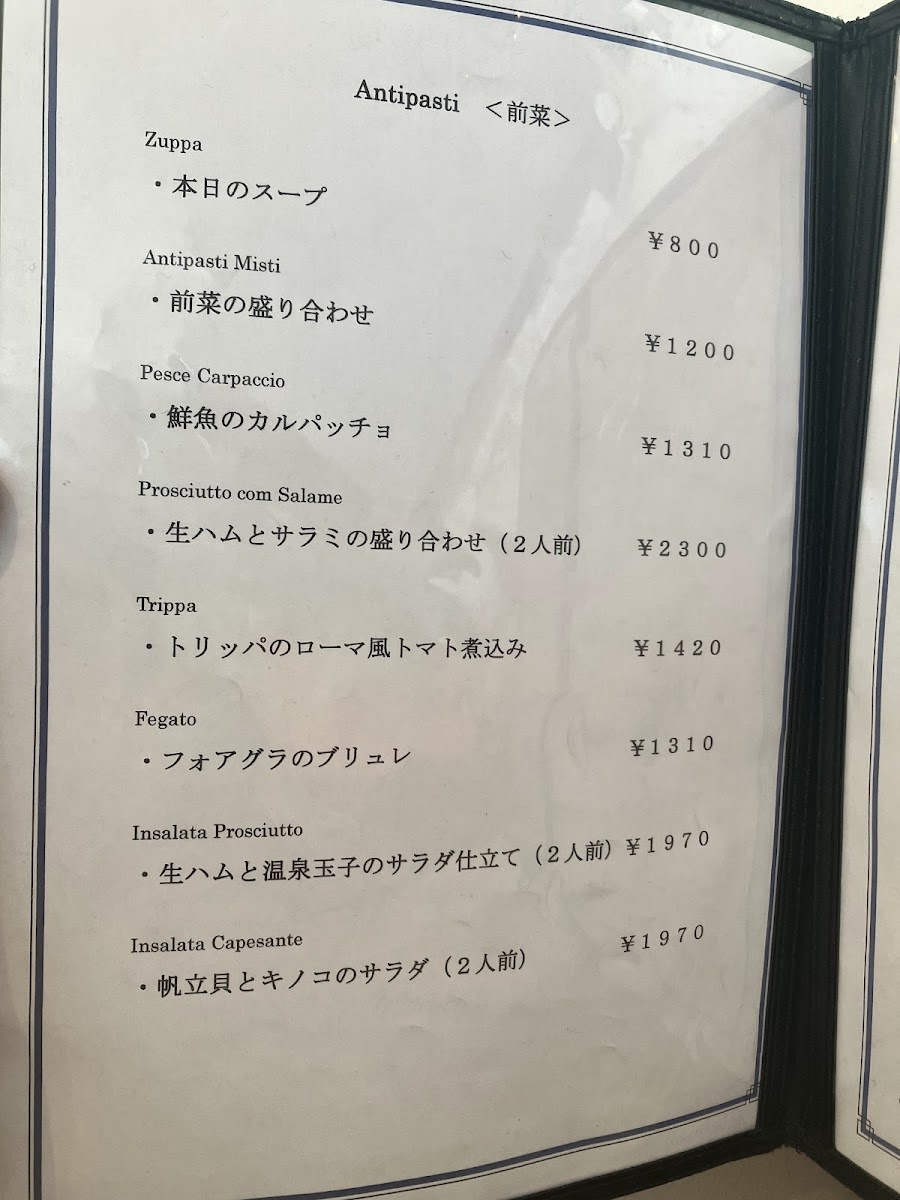 Antipasti ＜前菜＞
Zuppa
・本日のスープ
￥８００
Antipasti Misti
・前菜の盛り合わせ
￥１２００
Pesce Carpaccio
・鮮魚のカルパッチョ
￥１３１０
Prosciutto com Salame
・生ハムとサラミの盛り合わせ（２人前） ￥２３００
Trippa
・トリッパのローマ風トマト煮込み ￥１４２０
Fegato
・フォアグラのブリュレ ￥１３１０
Insalata Prosciutto
・生ハムと温泉玉子のサラダ仕立て（２人前）￥１９７０
Insalata Capesante
・帆立貝とキノコのサラダ（２人前） ￥１９７０